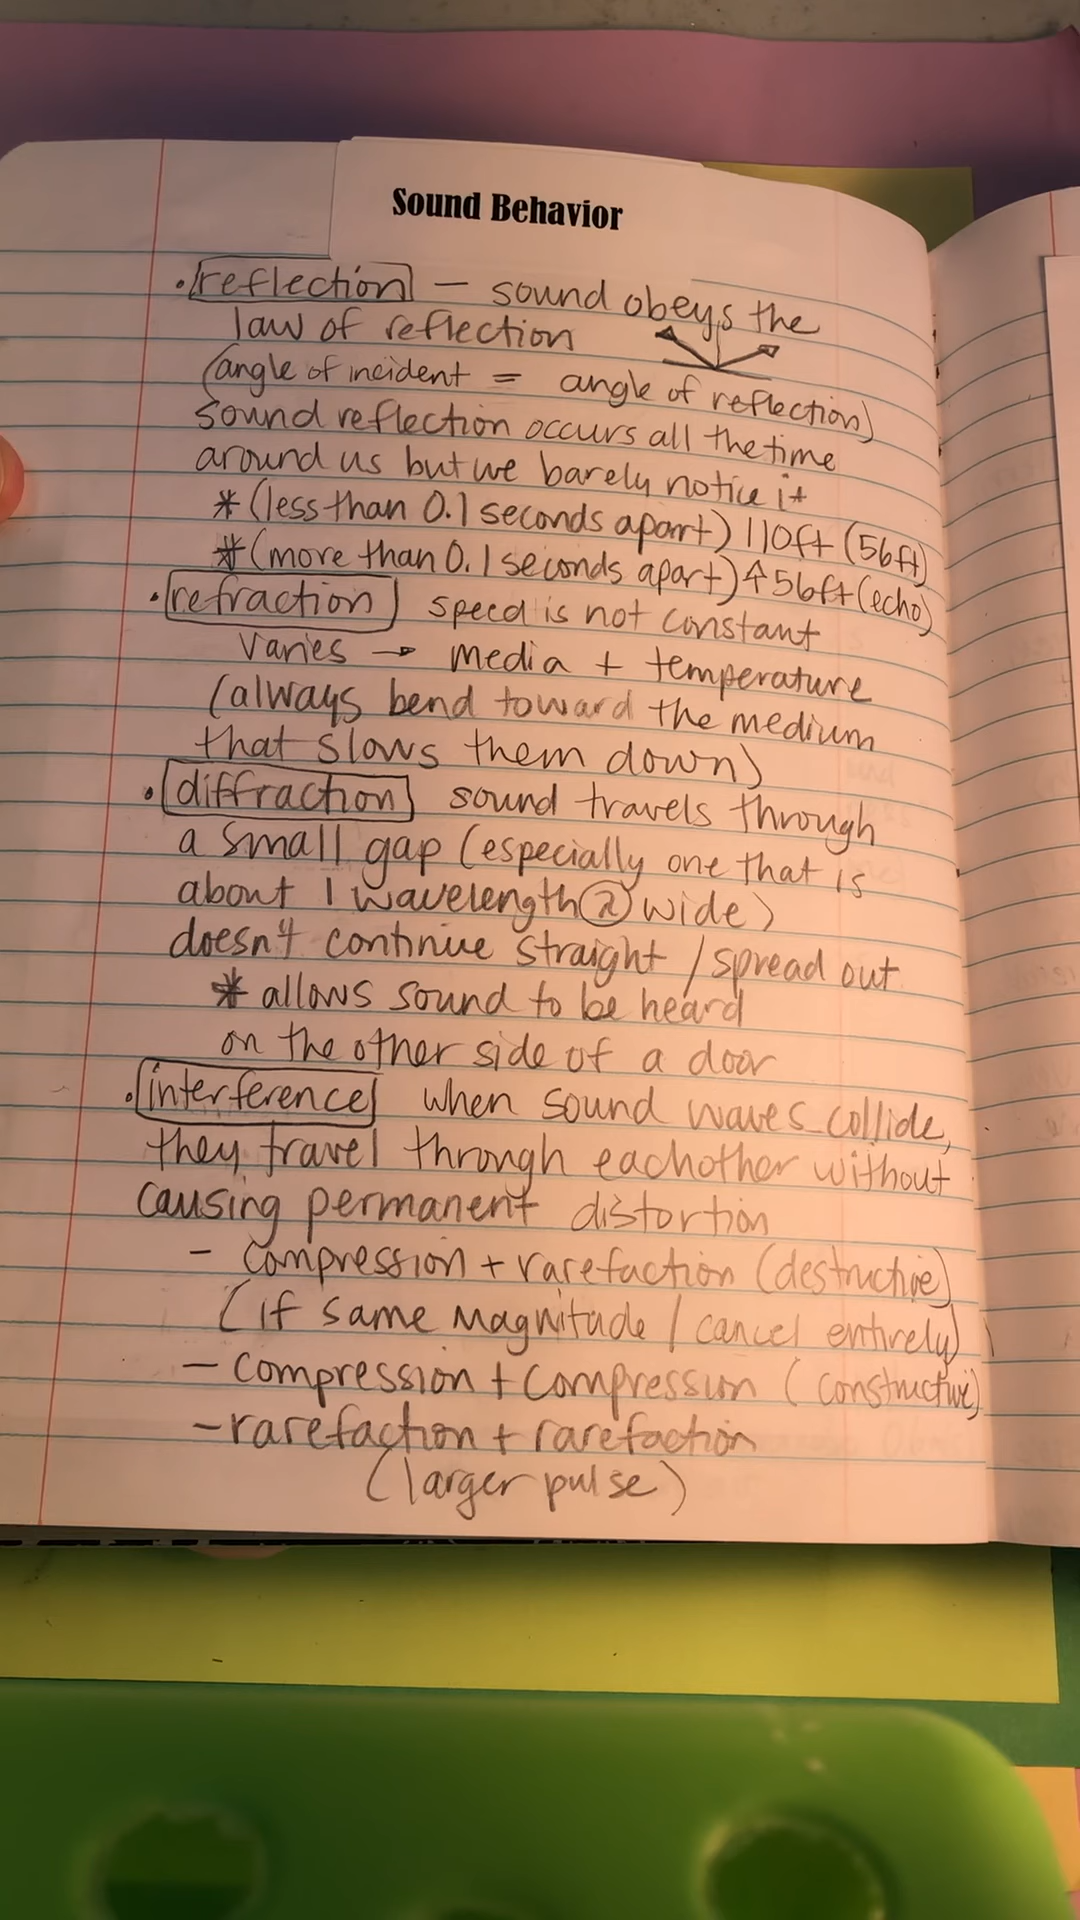 Sound Behavior
• reflection – sound obeys the
law of reflection
(angle of incident = angle of reflection)
sound reflection occurs all the time
around us but we barely notice it
* (less than 0.1 seconds apart) 110ft (56ft)
* (more than 0.1 seconds apart) ↑56ft (echo)
• refraction speed is not constant
varies → media + temperature
(always bend toward the medium
that slows them down)
• diffraction sound travels through
a small gap (especially one that is
about 1 wavelength λ wide)
doesn't continue straight / spread out
* allows sound to be heard
on the other side of a door
• interference when sound waves collide,
they travel through eachother without
causing permanent distortion
- compression + rarefaction (destructive)
(if same magnitude / cancel entirely)
- compression + compression (constructive)
- rarefaction + rarefaction
(larger pulse)